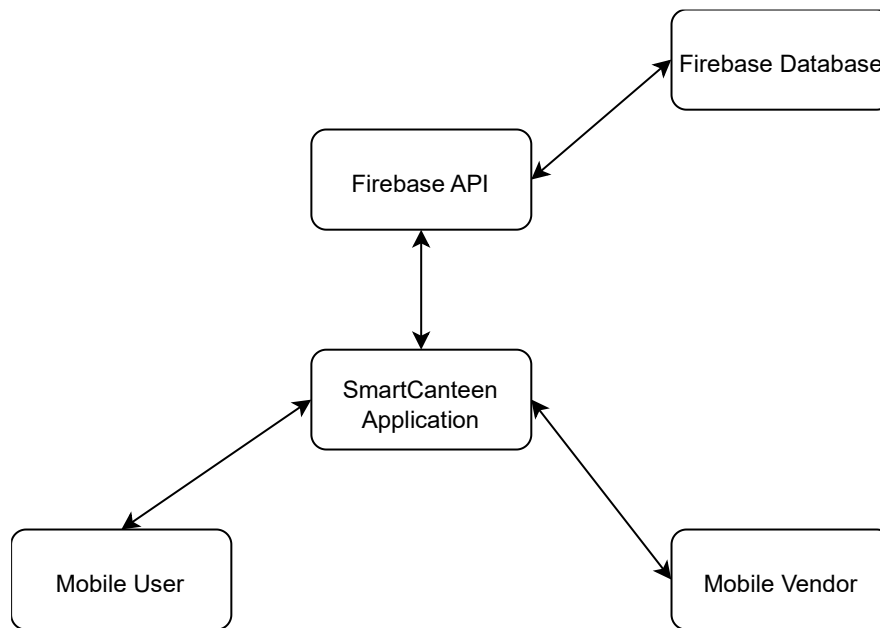 Firebase Database
Firebase API
SmartCanteen
Application
Mobile User
Mobile Vendor